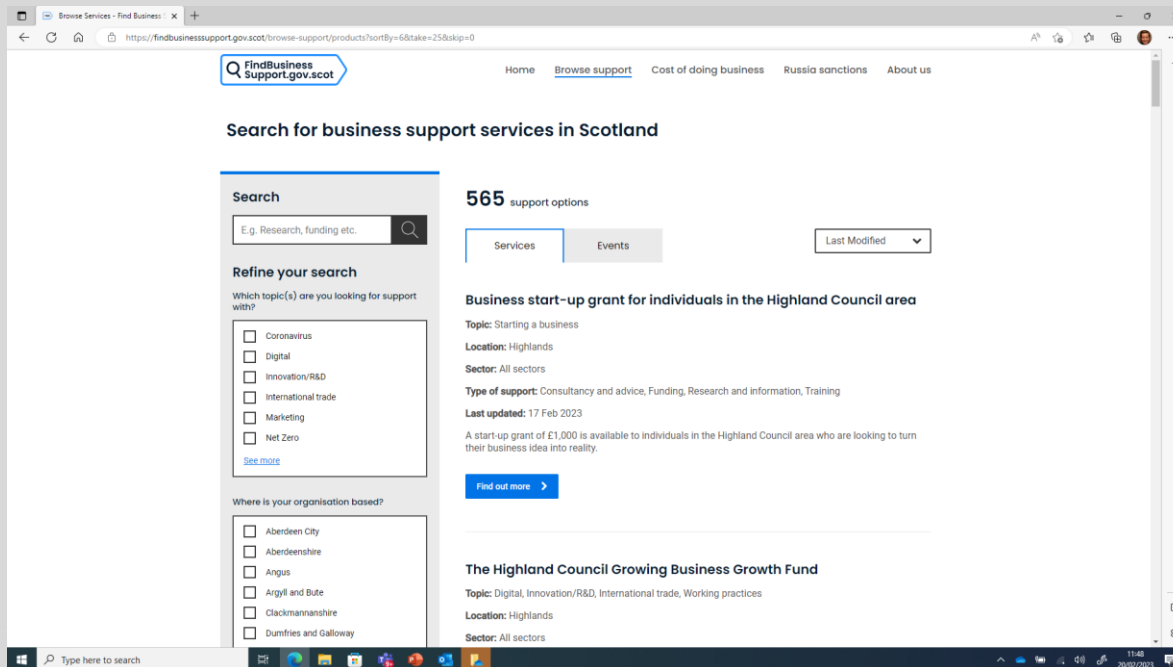 Browse Services - Find Business S
https://findbusinesssupport.gov.scot/browse-support/products?sortBy=6&take=25&skip=0
FindBusiness
Support.gov.scot
Home Browse support Cost of doing business Russia sanctions About us
Search for business support services in Scotland
Search
E.g. Research, funding etc.
Refine your search
Which topic(s) are you looking for support
with?
Coronavirus
Digital
Innovation/R&D
International trade
Marketing
Net Zero
See more
Where is your organisation based?
Aberdeen City
Aberdeenshire
Angus
Argyll and Bute
Clackmannanshire
Dumfries and Galloway
565 support options
Services Events Last Modified
Business start-up grant for individuals in the Highland Council area
Topic: Starting a business
Location: Highlands
Sector: All sectors
Type of support: Consultancy and advice, Funding, Research and information, Training
Last updated: 17 Feb 2023
A start-up grant of £1,000 is available to individuals in the Highland Council area who are looking to turn
their business idea into reality.
Find out more
The Highland Council Growing Business Growth Fund
Topic: Digital, Innovation/R&D, International trade, Working practices
Location: Highlands
Sector: All sectors
Type here to search
11:48
20/02/2023